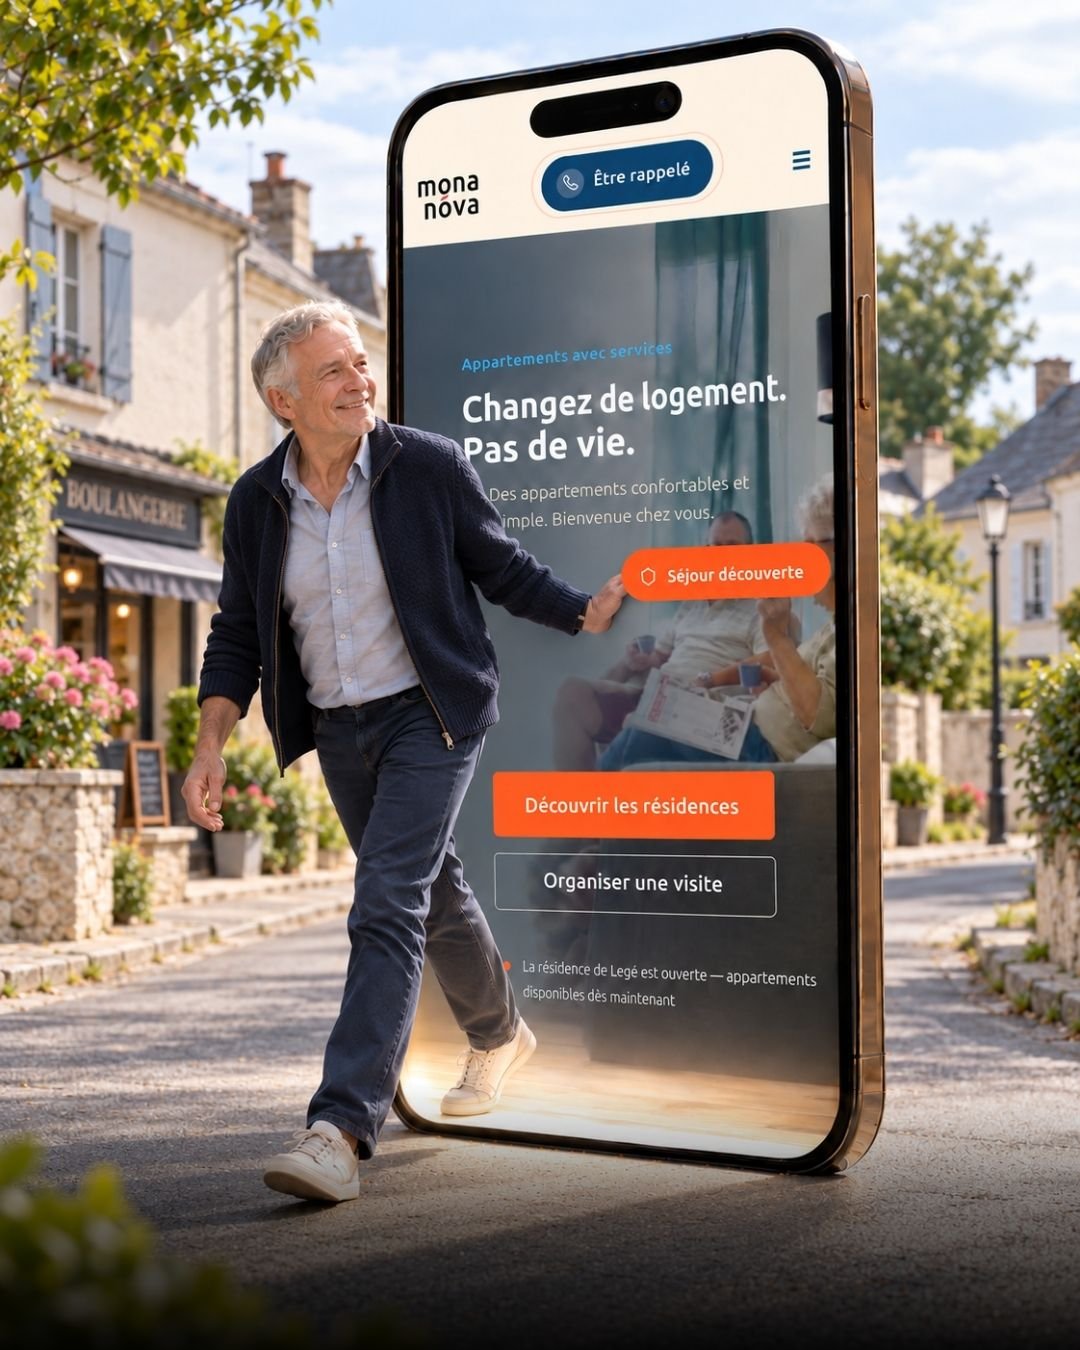 BOULANGERIE
mona
nóva
Être rappelé
Appartements avec services
Changez de logement.
Pas de vie.
Des appartements confortables et
imple. Bienvenue chez vous.
Séjour découverte
Découvrir les résidences
Organiser une visite
La résidence de Legé est ouverte — appartements
disponibles dès maintenant